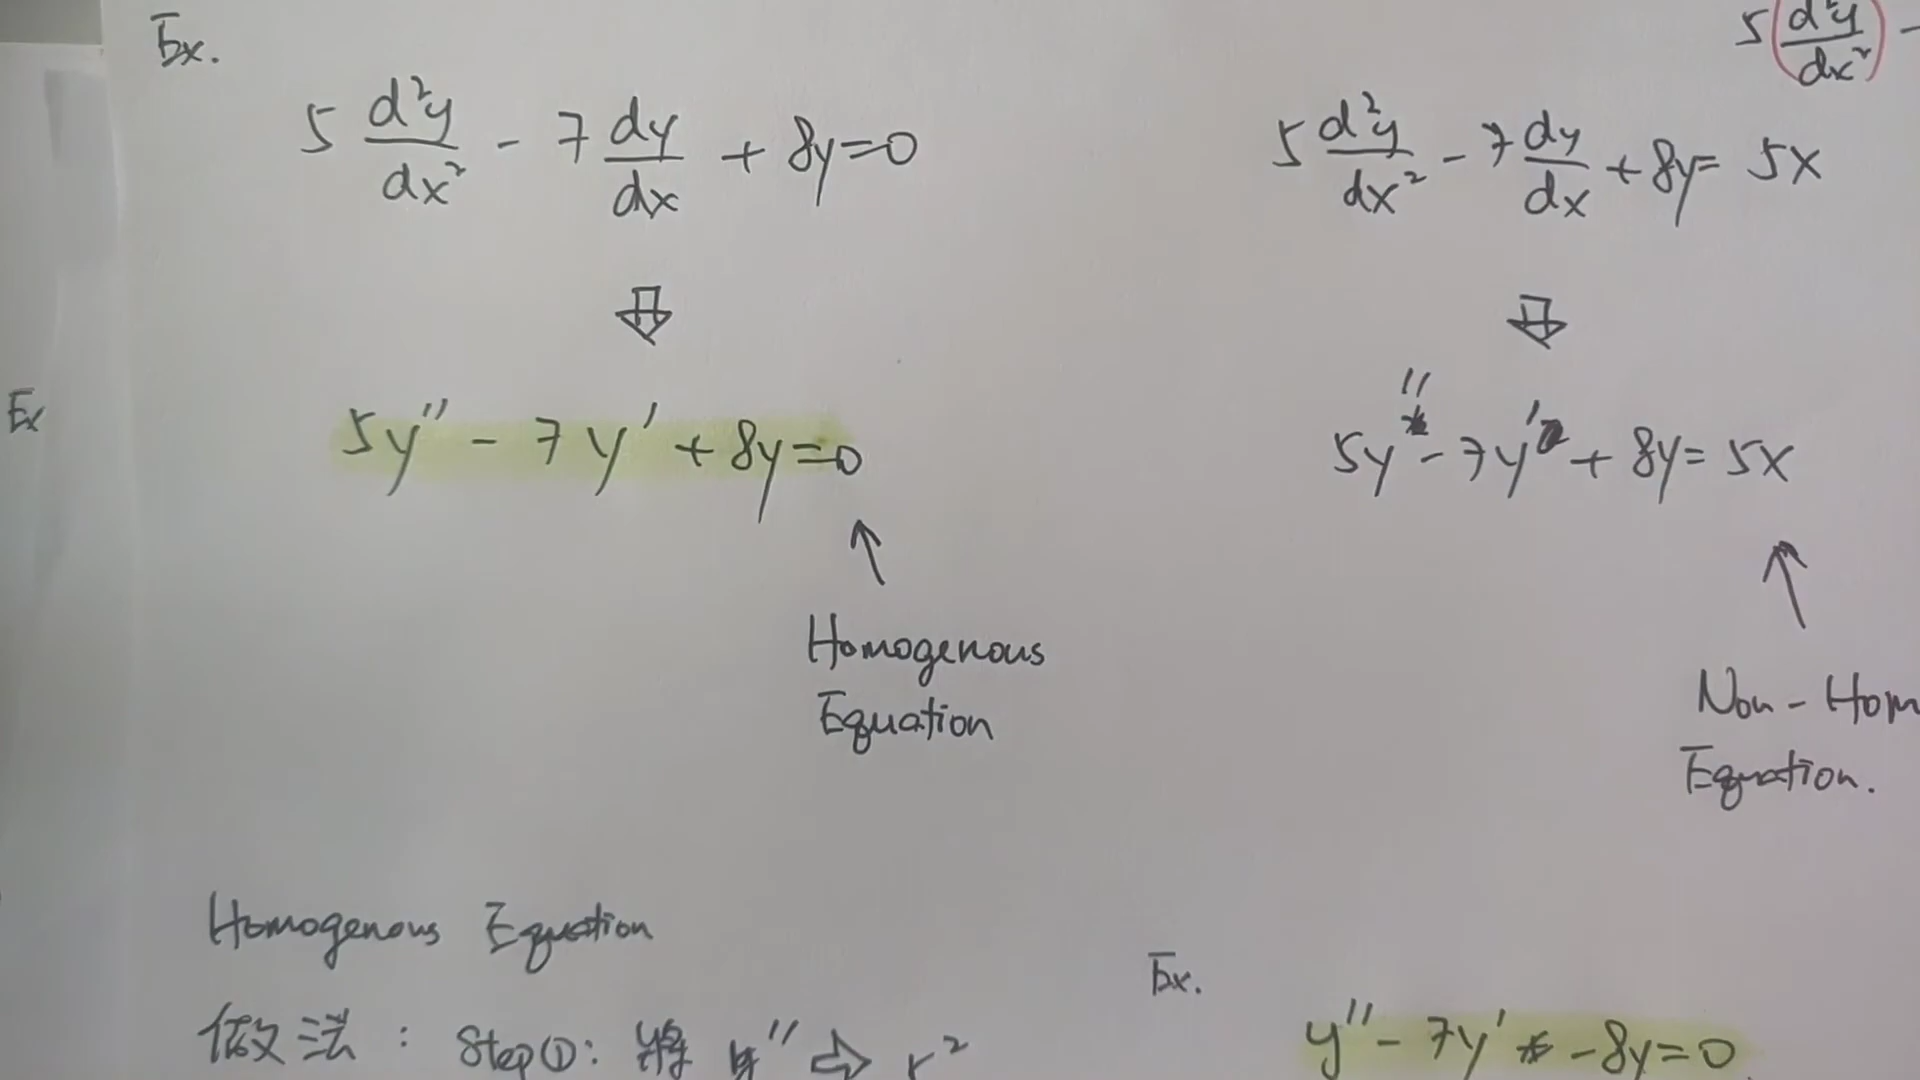 Ex.
5 d²y/dx² - 7 dy/dx + 8y=0
⇩
Ex
5y'' - 7y' + 8y=0
↑
Homogenous
Equation
5 d²y/dx² -
5 d²y/dx² - 7 dy/dx + 8y= 5x
⇩
5y'' - 7y' + 8y= 5x
↑
Non - Hom
Equation.
Homogenous Equation
做法 : Step①: 將 y'' ⇨ r²
Ex.
y'' - 7y' - 8y=0